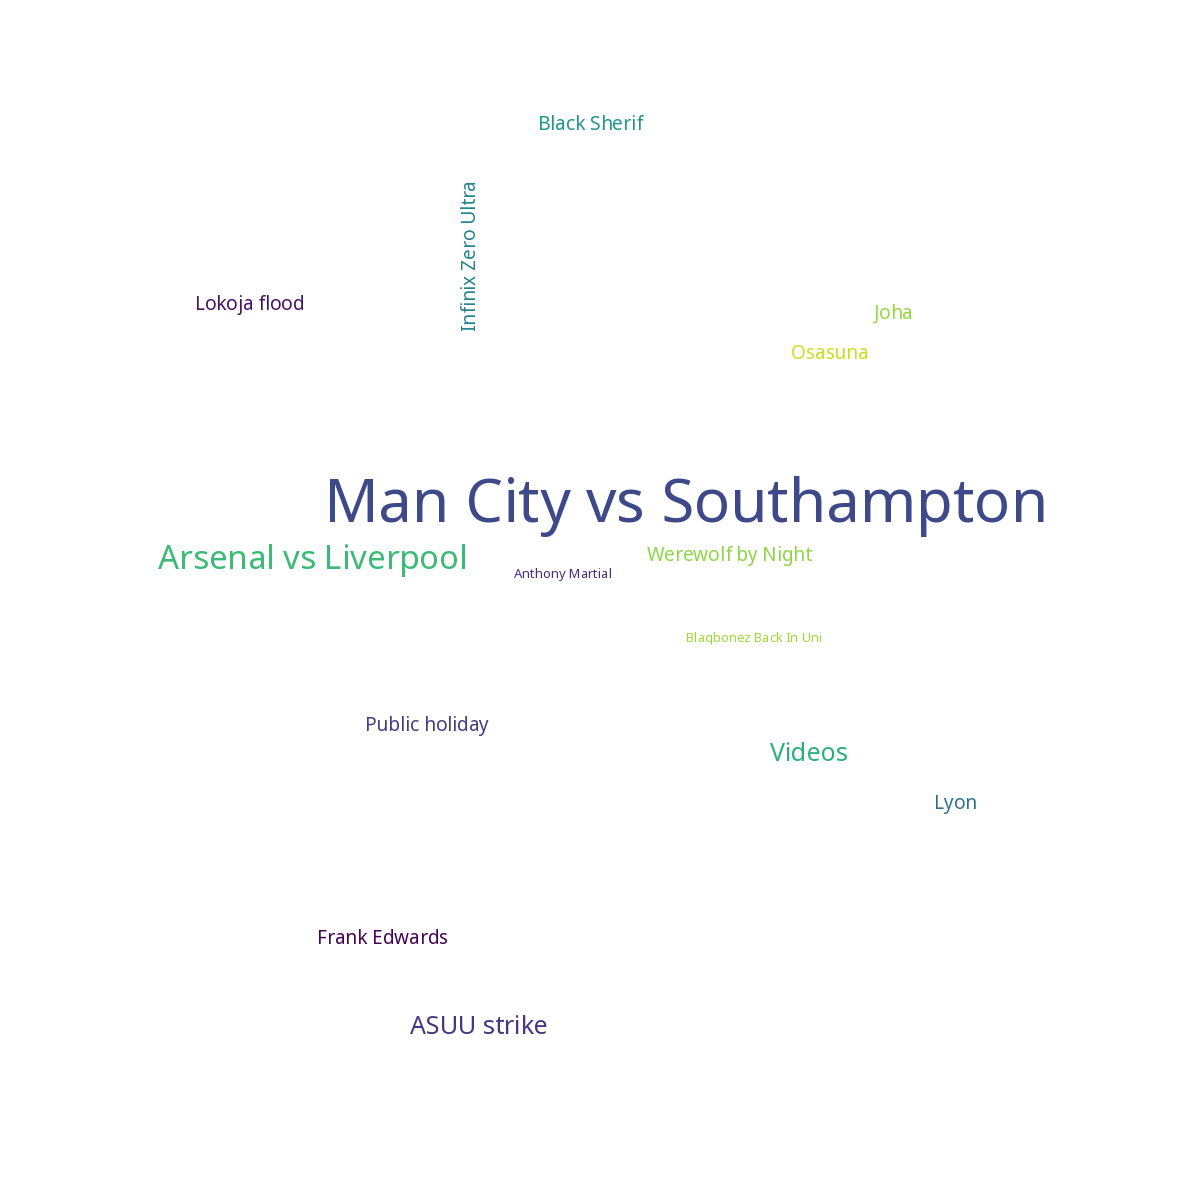 Black Sherif
Infinix Zero Ultra
Lokoja flood
Joha
Osasuna
Man City vs Southampton
Arsenal vs Liverpool
Werewolf by Night
Anthony Martial
Blaqbonez Back In Uni
Public holiday
Videos
Lyon
Frank Edwards
ASUU strike